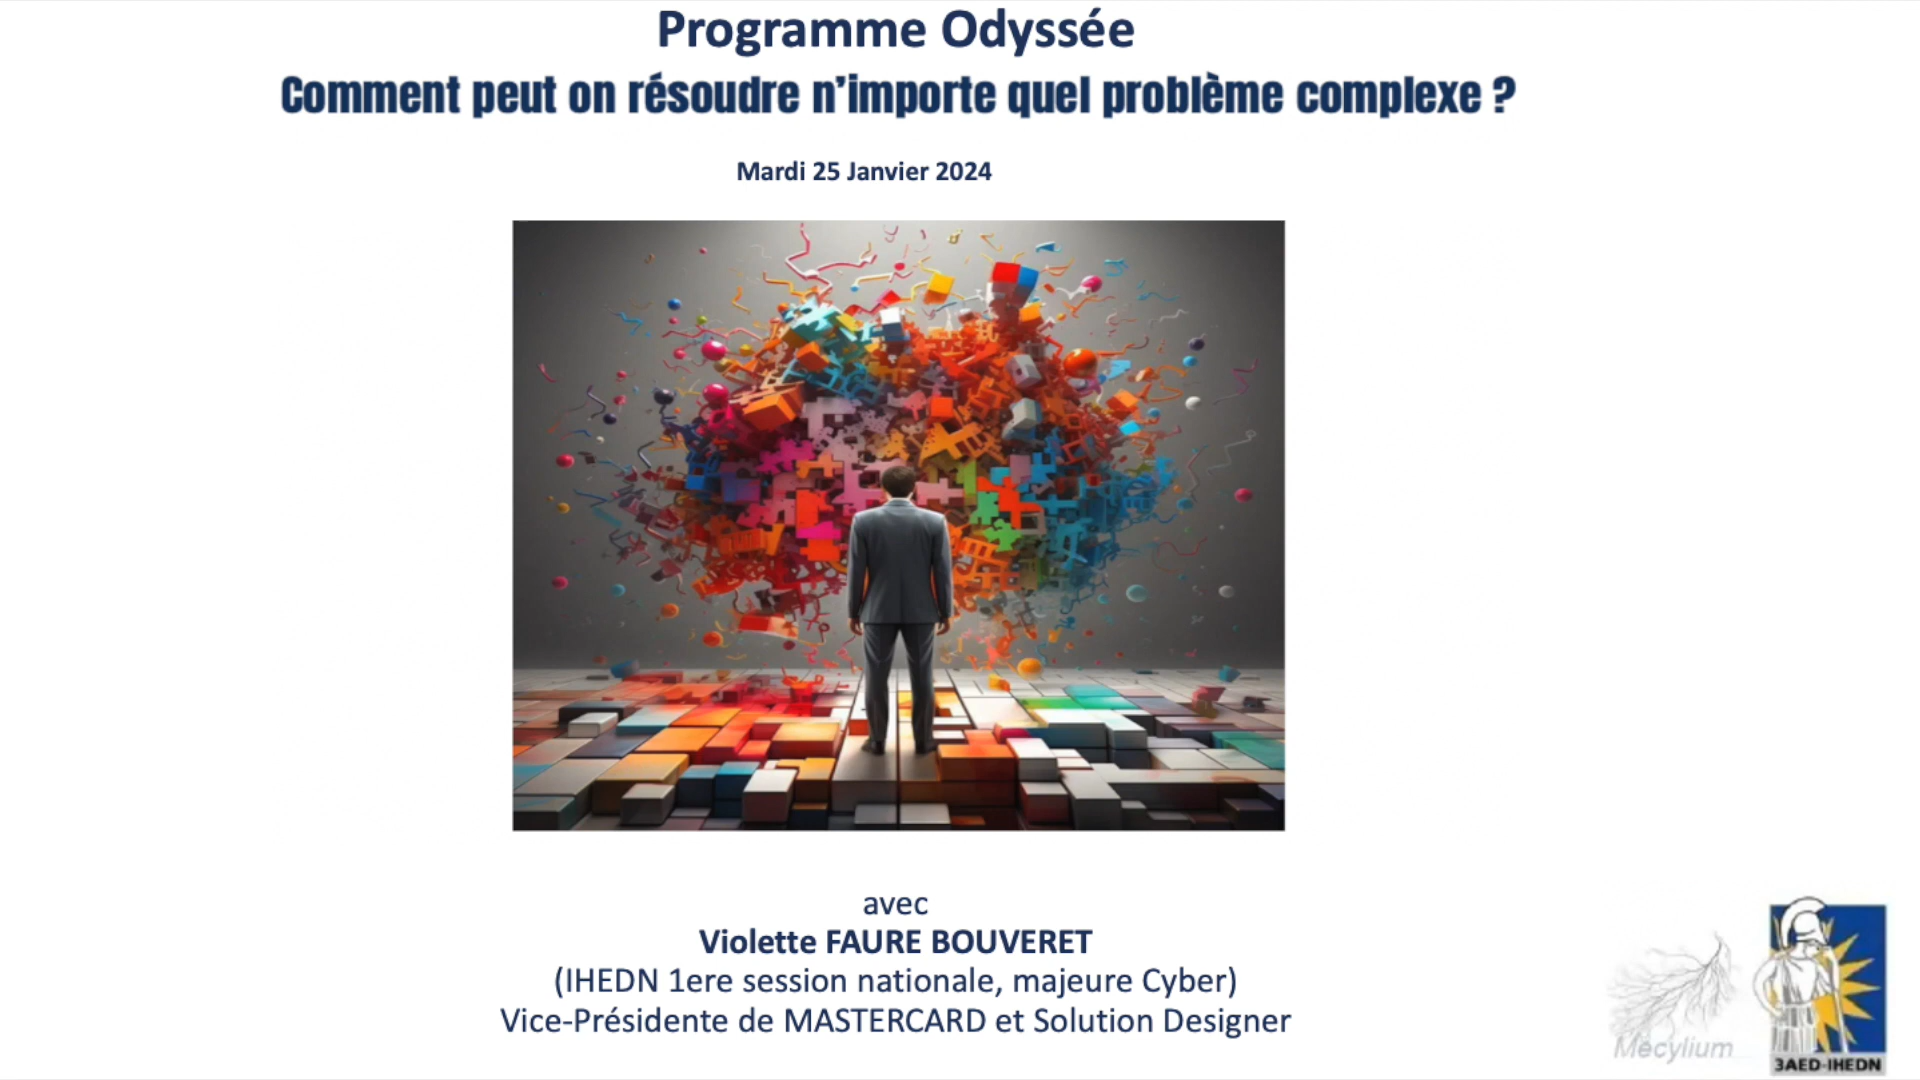 Programme Odyssée
Comment peut on résoudre n'importe quel problème complexe ?
Mardi 25 Janvier 2024
avec
Violette FAURE BOUVERET
(IHEDN 1ere session nationale, majeure Cyber)
Vice-Présidente de MASTERCARD et Solution Designer
Mécylium
3AED-IHEDN